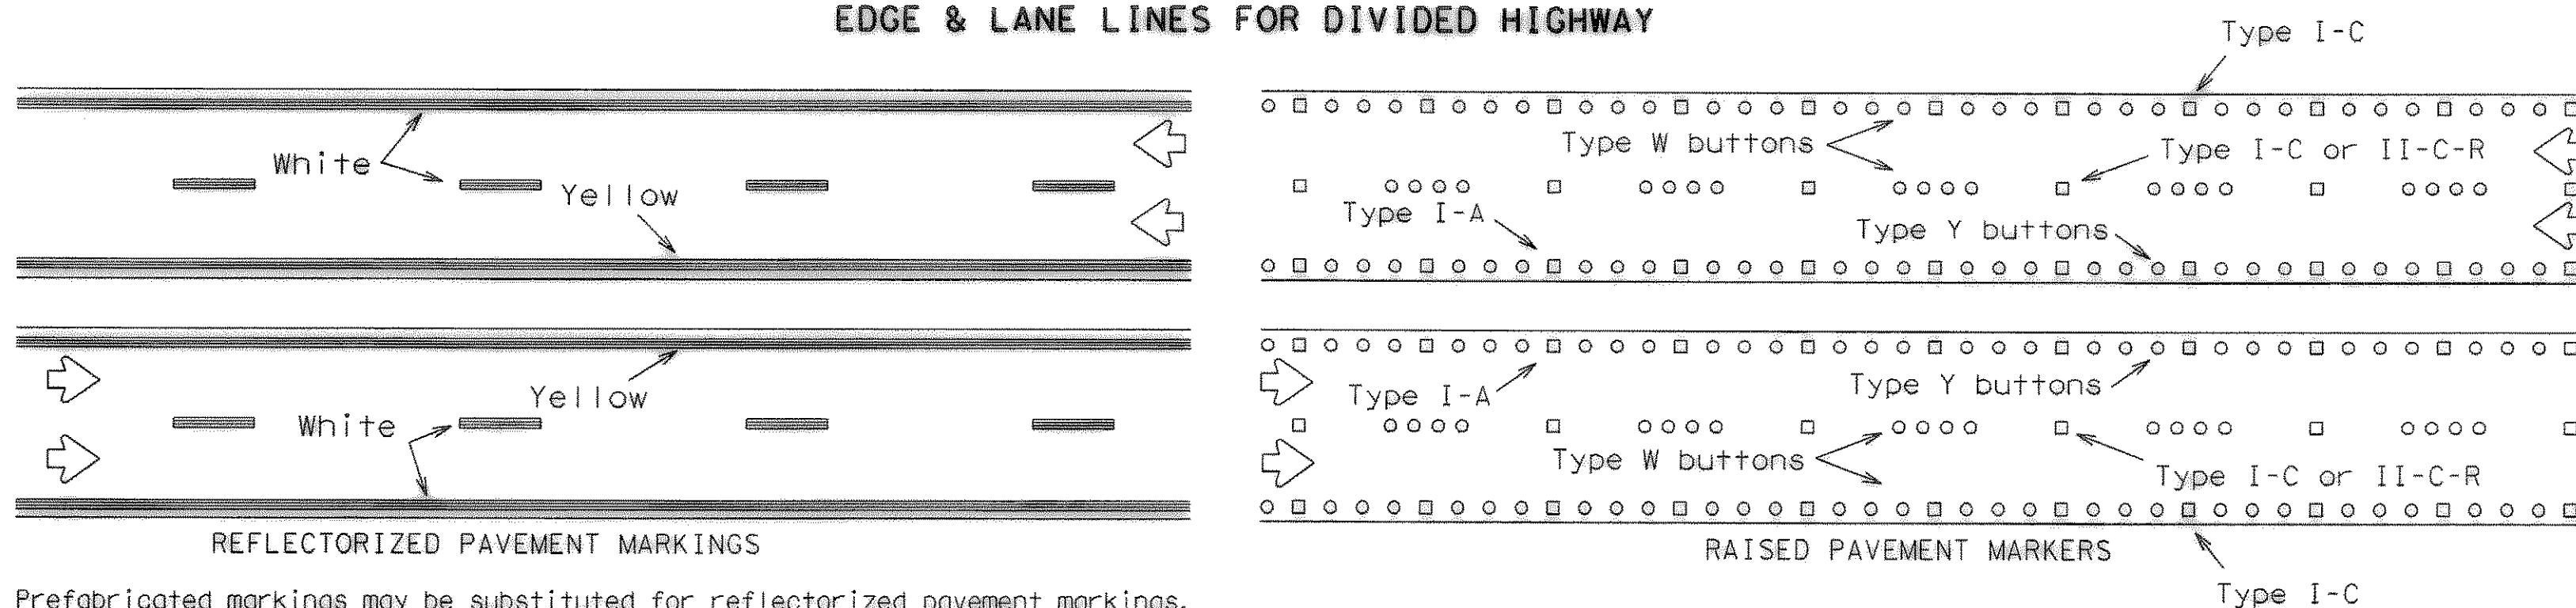 EDGE & LANE LINES FOR DIVIDED HIGHWAY
Type I-C
White
Yellow
Type W buttons
Type I-C or II-C-R
Type I-A
Type Y buttons
Yellow
White
Type I-A
Type Y buttons
Type W buttons
Type I-C or II-C-R
REFLECTORIZED PAVEMENT MARKINGS
RAISED PAVEMENT MARKERS
Type I-C
Prefabricated markings may be substituted for reflectorized pavement markings.